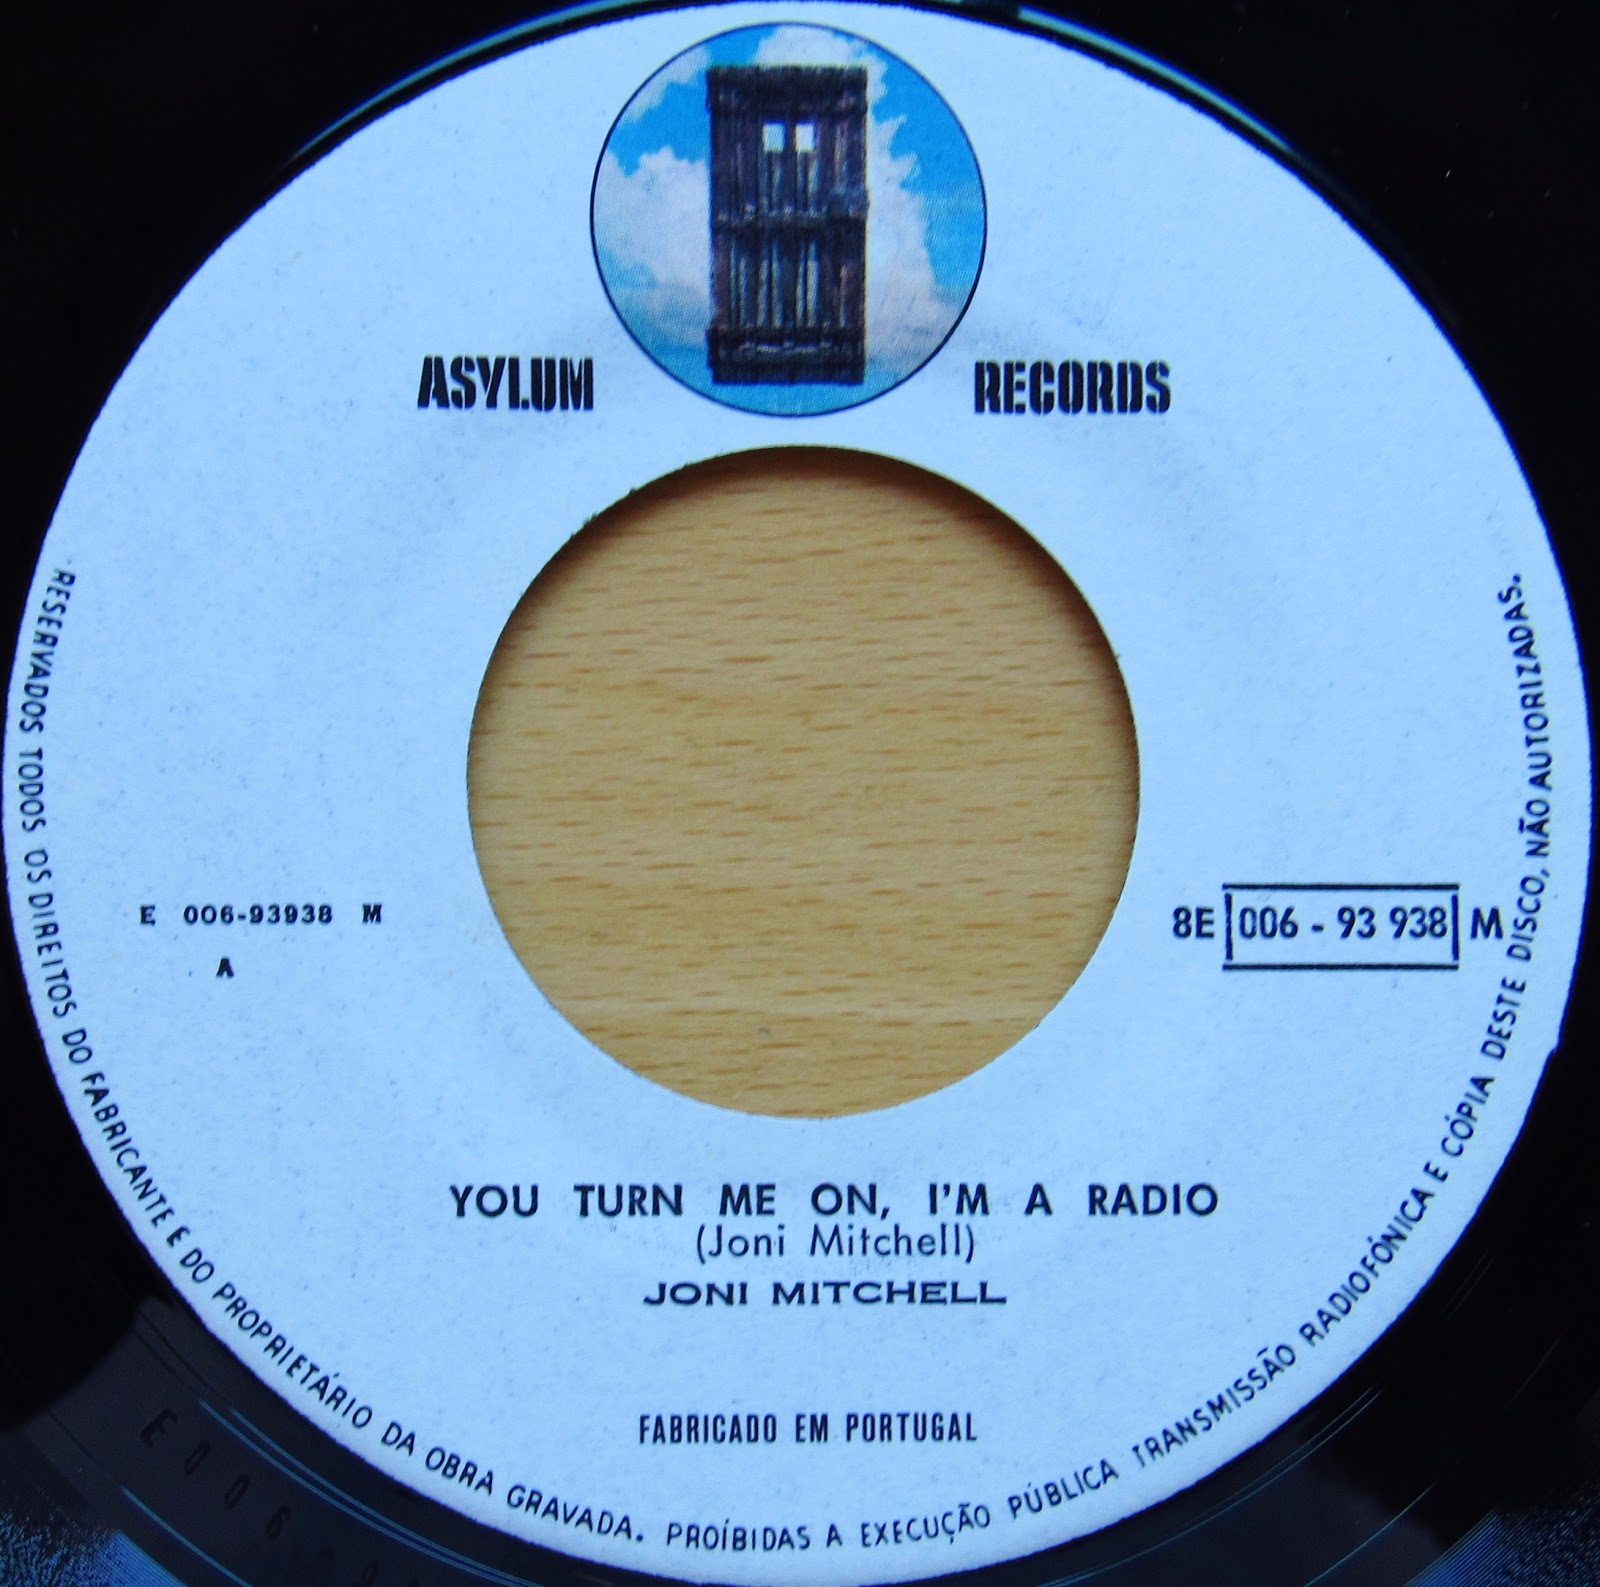 ASYLUM RECORDS
E 006-93938 M
A
8E 006 - 93 938 M
YOU TURN ME ON, I'M A RADIO
(Joni Mitchell)
JONI MITCHELL
FABRICADO EM PORTUGAL
RESERVADOS TODOS OS DIREITOS DO FABRICANTE E DO PROPRIETÁRIO DA OBRA GRAVADA. PROÍBIDAS A EXECUÇÃO PÚBLICA TRANSMISSÃO RADIOFÓNICA E CÓPIA DESTE DISCO, NÃO AUTORIZADAS.